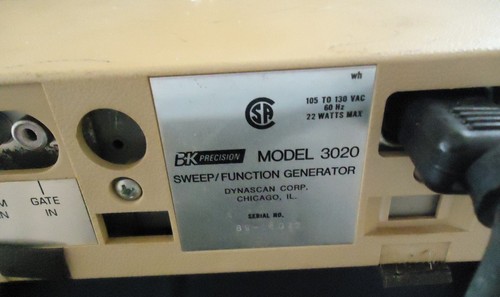 wh
105 TO 130 VAC
60 Hz
22 WATTS MAX
BK PRECISION MODEL 3020
SWEEP/FUNCTION GENERATOR
DYNASCAN CORP.
CHICAGO, IL.
SERIAL NO.
GATE
IN